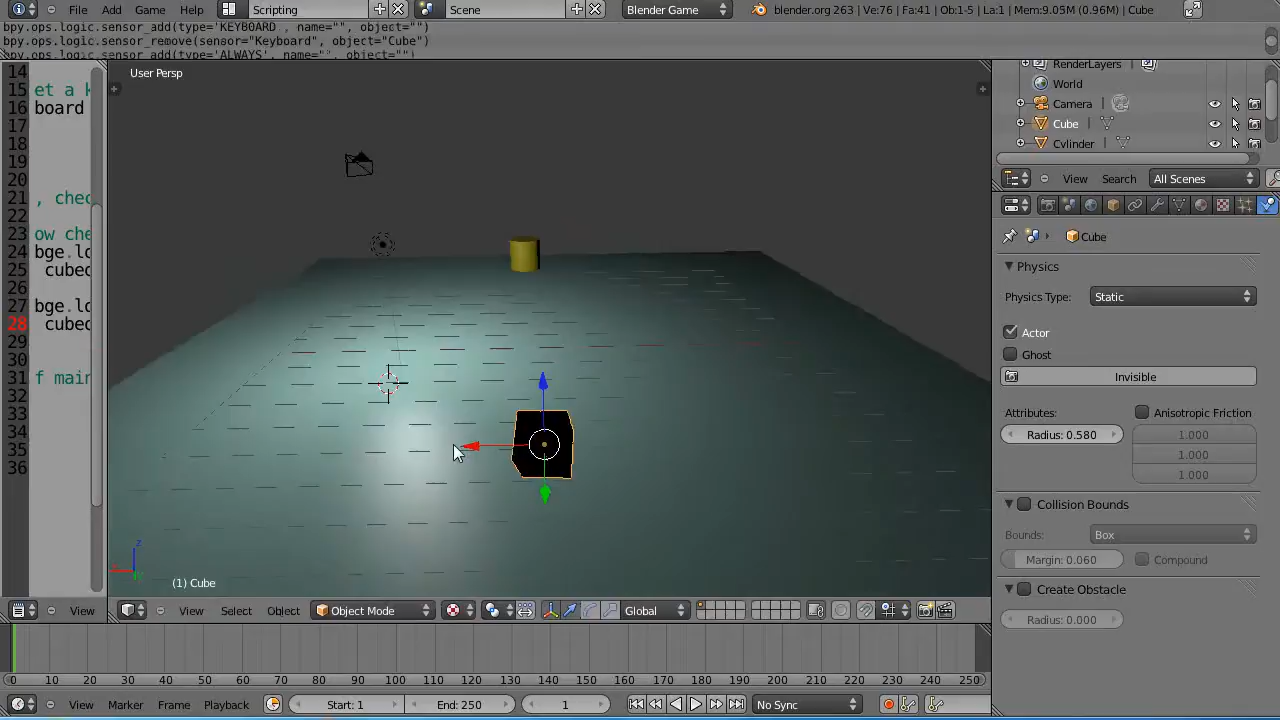 File Add Game Help Scripting Scene Blender Game blender.org 263 | Ve:76 | Fa:41 | Ob:1-5 | La:1 | Mem:9.05M (0.96M) | Cube
bpy.ops.logic.sensor_add(type='KEYBOARD', name="", object="")
bpy.ops.logic.sensor_remove(sensor="Keyboard", object="Cube")
bpy.ops.logic.sensor_add(type='ALWAYS', name="", object="")
14
15 et a k
16 board
17
18
19
20
21 , chec
22
23 ow che
24 bge.lo
25 cubec
26
27 bge.lo
28 cubec
29
30
31 f main
32
33
34
35
36
User Persp
(1) Cube
RenderLayers
World
Camera
Cube
Cylinder
View Search All Scenes
Cube
Physics
Physics Type: Static
Actor
Ghost
Invisible
Attributes: Anisotropic Friction
Radius: 0.580 1.000
1.000
1.000
Collision Bounds
Bounds: Box
Margin: 0.060 Compound
Create Obstacle
Radius: 0.000
View View Select Object Object Mode Global
0 10 20 30 40 50 60 70 80 90 100 110 120 130 140 150 160 170 180 190 200 210 220 230 240 250
View Marker Frame Playback Start: 1 End: 250 1 No Sync